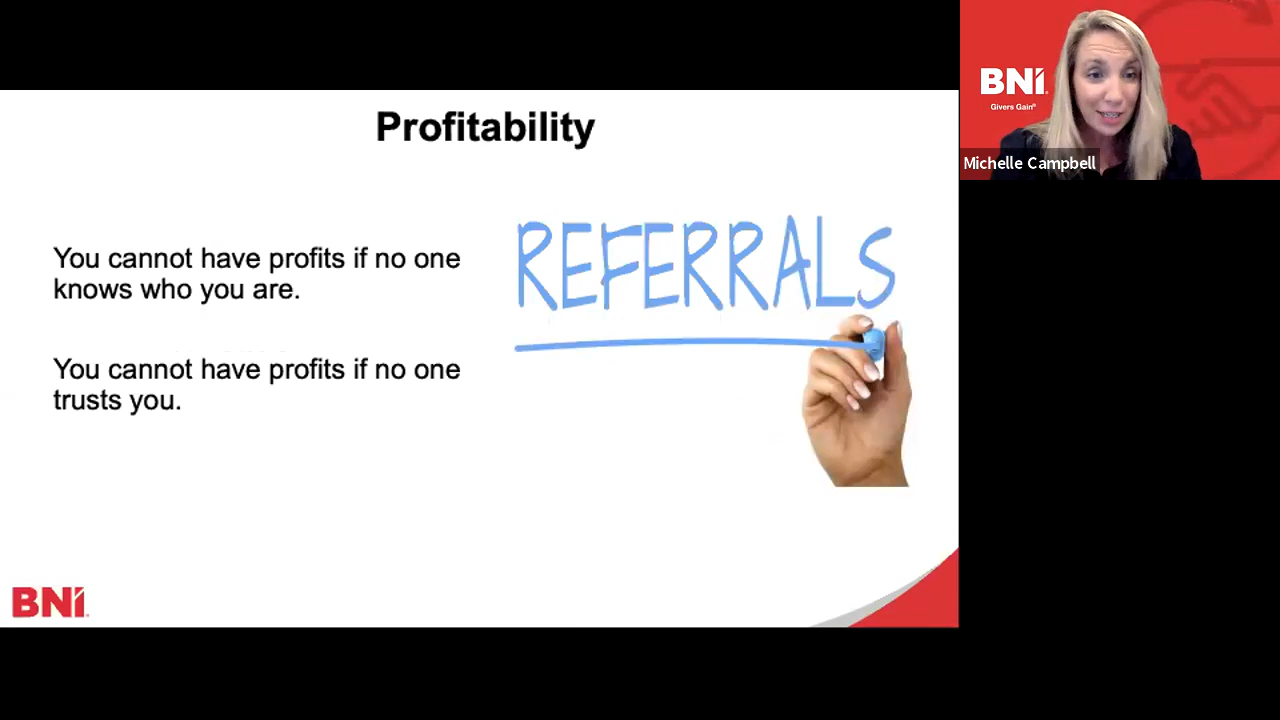 Profitability
You cannot have profits if no one
knows who you are.
You cannot have profits if no one
trusts you.
REFERRALS
BNI
BNI
Givers Gain®
Michelle Campbell